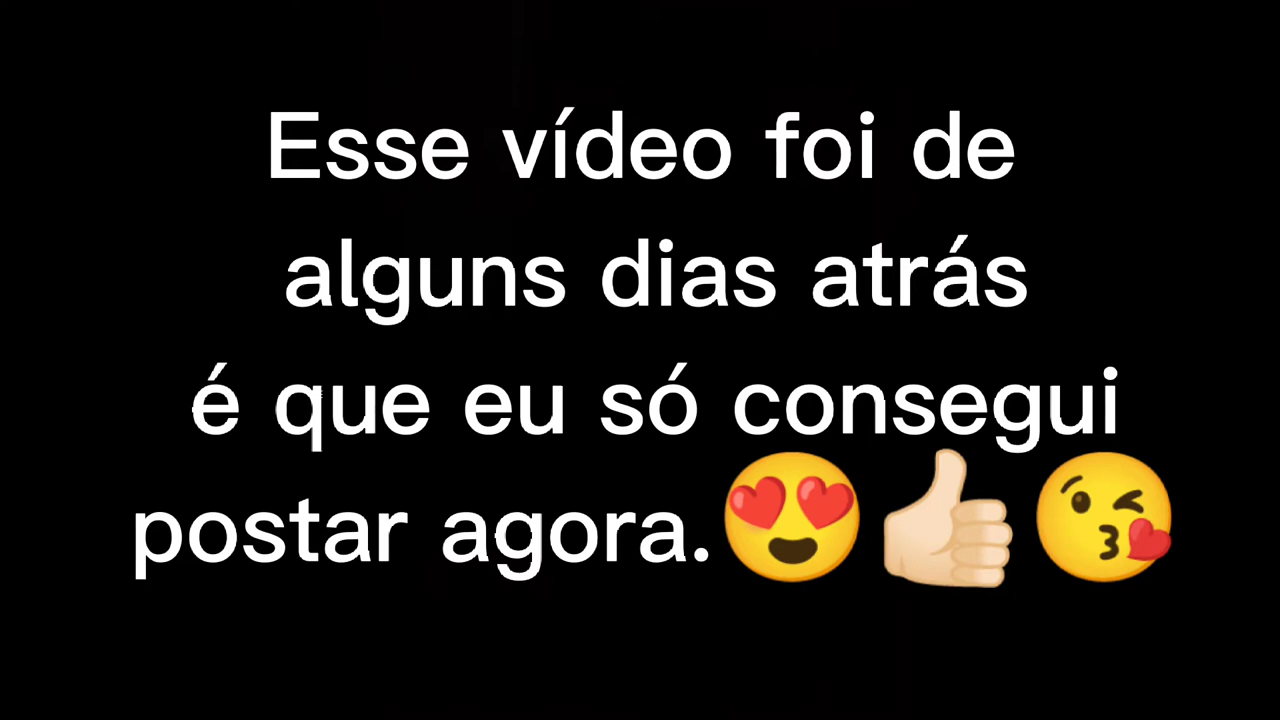 Esse vídeo foi de
alguns dias atrás
é que eu só consegui
postar agora.😍👍🏻😘